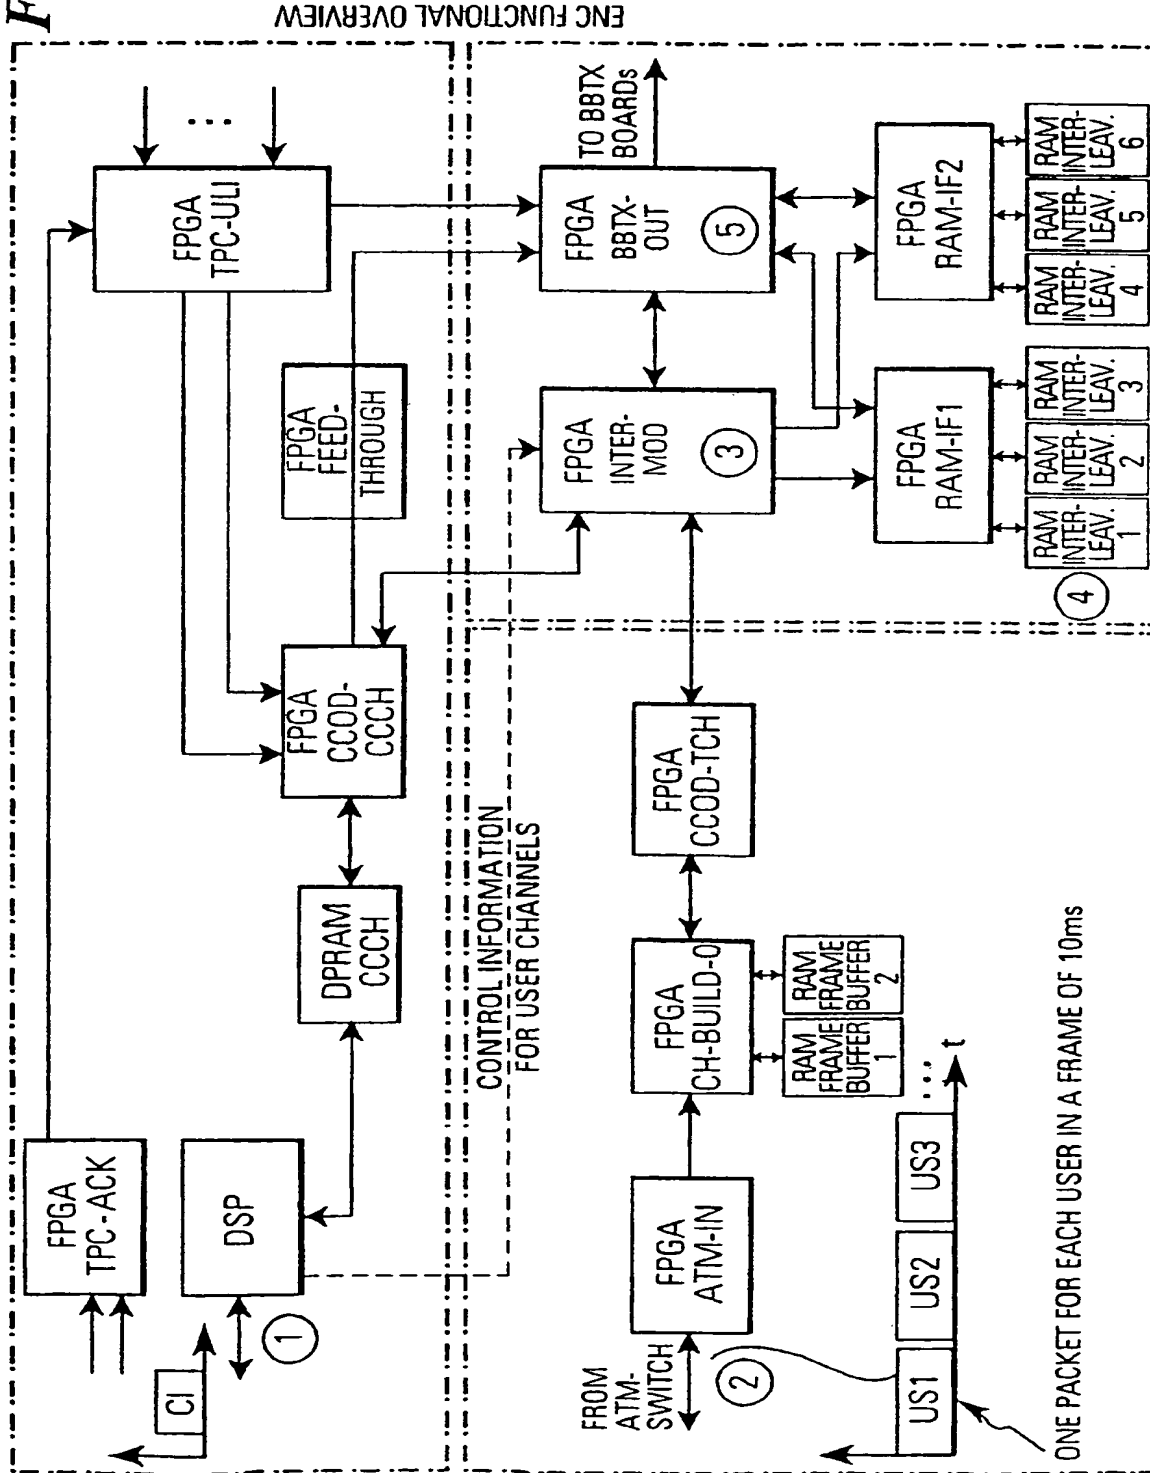 F
ENC FUNCTIONAL OVERVIEW
FPGA
TPC-ACK
FPGA
TPC-ULI
...
CI
DSP
1
DPRAM
CCCH
FPGA
CCOD-
CCCH
FPGA
FEED-
THROUGH
CONTROL INFORMATION
FOR USER CHANNELS
FROM
ATM-
SWITCH
2
FPGA
ATM-IN
FPGA
CH-BUILD-0
RAM
FRAME
BUFFER
1
RAM
FRAME
BUFFER
2
FPGA
CCOD-TCH
FPGA
INTER-
MOD
3
FPGA
BBTX-
OUT
5
TO BBTX
BOARDs
FPGA
RAM-IF1
FPGA
RAM-IF2
4
RAM
INTER-
LEAV.
1
RAM
INTER-
LEAV.
2
RAM
INTER-
LEAV.
3
RAM
INTER-
LEAV.
4
RAM
INTER-
LEAV.
5
RAM
INTER-
LEAV.
6
US1
US2
US3
...
t
ONE PACKET FOR EACH USER IN A FRAME OF 10ms